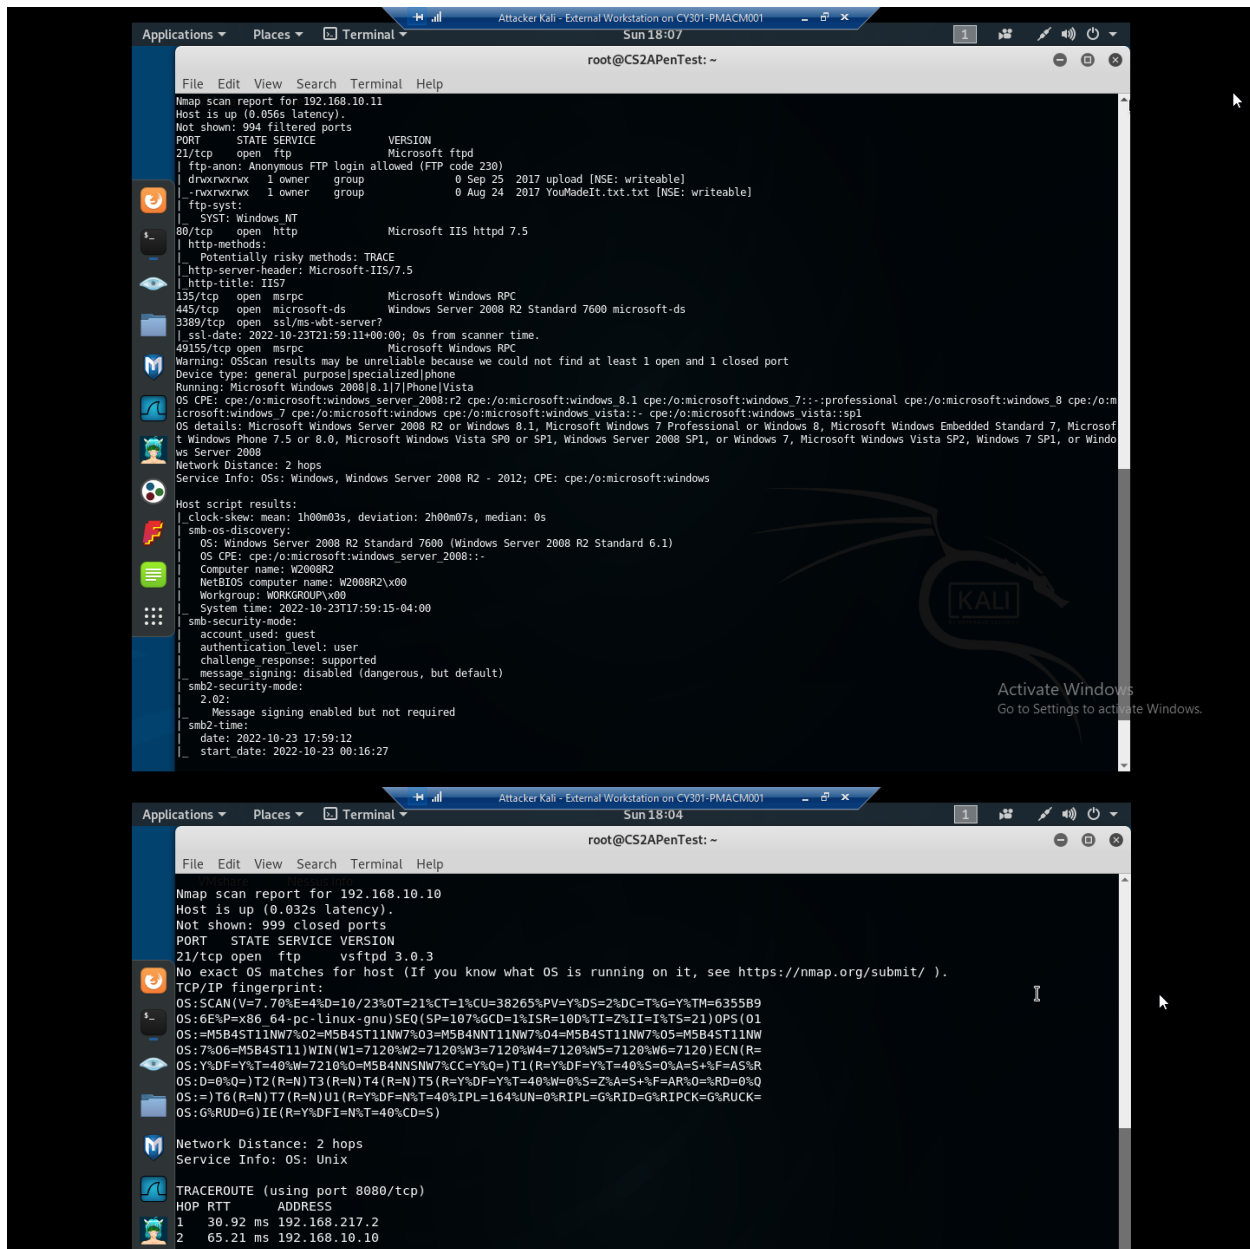 Attacker Kali - External Workstation on CY301-PMACM001
Applications Places Terminal Sun 18:07 1
root@CS2APenTest: ~
File Edit View Search Terminal Help
Nmap scan report for 192.168.10.11
Host is up (0.056s latency).
Not shown: 994 filtered ports
PORT STATE SERVICE VERSION
21/tcp open ftp Microsoft ftpd
| ftp-anon: Anonymous FTP login allowed (FTP code 230)
| drwxrwxrwx 1 owner group 0 Sep 25 2017 upload [NSE: writeable]
|_-rwxrwxrwx 1 owner group 0 Aug 24 2017 YouMadeIt.txt.txt [NSE: writeable]
| ftp-syst:
|_ SYST: Windows_NT
80/tcp open http Microsoft IIS httpd 7.5
| http-methods:
|_ Potentially risky methods: TRACE
|_http-server-header: Microsoft-IIS/7.5
|_http-title: IIS7
135/tcp open msrpc Microsoft Windows RPC
445/tcp open microsoft-ds Windows Server 2008 R2 Standard 7600 microsoft-ds
3389/tcp open ssl/ms-wbt-server?
|_ssl-date: 2022-10-23T21:59:11+00:00; 0s from scanner time.
49155/tcp open msrpc Microsoft Windows RPC
Warning: OSScan results may be unreliable because we could not find at least 1 open and 1 closed port
Device type: general purpose|specialized|phone
Running: Microsoft Windows 2008|8.1|7|Phone|Vista
OS CPE: cpe:/o:microsoft:windows_server_2008:r2 cpe:/o:microsoft:windows_8.1 cpe:/o:microsoft:windows_7::-:professional cpe:/o:microsoft:windows_8 cpe:/o:m
icrosoft:windows_7 cpe:/o:microsoft:windows cpe:/o:microsoft:windows_vista::- cpe:/o:microsoft:windows_vista::sp1
OS details: Microsoft Windows Server 2008 R2 or Windows 8.1, Microsoft Windows 7 Professional or Windows 8, Microsoft Windows Embedded Standard 7, Microsof
t Windows Phone 7.5 or 8.0, Microsoft Windows Vista SP0 or SP1, Windows Server 2008 SP1, or Windows 7, Microsoft Windows Vista SP2, Windows 7 SP1, or Windo
ws Server 2008
Network Distance: 2 hops
Service Info: OSs: Windows, Windows Server 2008 R2 - 2012; CPE: cpe:/o:microsoft:windows
Host script results:
|_clock-skew: mean: 1h00m03s, deviation: 2h00m07s, median: 0s
| smb-os-discovery:
| OS: Windows Server 2008 R2 Standard 7600 (Windows Server 2008 R2 Standard 6.1)
| OS CPE: cpe:/o:microsoft:windows_server_2008::-
| Computer name: W2008R2
| NetBIOS computer name: W2008R2\x00
| Workgroup: WORKGROUP\x00
|_ System time: 2022-10-23T17:59:15-04:00
| smb-security-mode:
| account_used: guest
| authentication_level: user
| challenge_response: supported
|_ message_signing: disabled (dangerous, but default)
| smb2-security-mode:
| 2.02:
|_ Message signing enabled but not required
| smb2-time:
| date: 2022-10-23 17:59:12
|_ start_date: 2022-10-23 00:16:27
KALI
Activate Windows
Go to Settings to activate Windows.
Attacker Kali - External Workstation on CY301-PMACM001
Applications Places Terminal Sun 18:04 1
root@CS2APenTest: ~
File Edit View Search Terminal Help
Nmap scan report for 192.168.10.10
Host is up (0.032s latency).
Not shown: 999 closed ports
PORT STATE SERVICE VERSION
21/tcp open ftp vsftpd 3.0.3
No exact OS matches for host (If you know what OS is running on it, see https://nmap.org/submit/ ).
TCP/IP fingerprint:
OS:SCAN(V=7.70%E=4%D=10/23%OT=21%CT=1%CU=38265%PV=Y%DS=2%DC=T%G=Y%TM=6355B9
OS:6E%P=x86_64-pc-linux-gnu)SEQ(SP=107%GCD=1%ISR=10D%TI=Z%II=I%TS=21)OPS(O1
OS:=M5B4ST11NW7%O2=M5B4ST11NW7%O3=M5B4NNT11NW7%O4=M5B4ST11NW7%O5=M5B4ST11NW
OS:7%O6=M5B4ST11)WIN(W1=7120%W2=7120%W3=7120%W4=7120%W5=7120%W6=7120)ECN(R=
OS:Y%DF=Y%T=40%W=7210%O=M5B4NNSNW7%CC=Y%Q=)T1(R=Y%DF=Y%T=40%S=O%A=S+%F=AS%R
OS:D=0%Q=)T2(R=N)T3(R=N)T4(R=N)T5(R=Y%DF=Y%T=40%W=0%S=Z%A=S+%F=AR%O=%RD=0%Q
OS:=)T6(R=N)T7(R=N)U1(R=Y%DF=N%T=40%IPL=164%UN=0%RIPL=G%RID=G%RIPCK=G%RUCK=
OS:G%RUD=G)IE(R=Y%DFI=N%T=40%CD=S)
Network Distance: 2 hops
Service Info: OS: Unix
TRACEROUTE (using port 8080/tcp)
HOP RTT ADDRESS
1 30.92 ms 192.168.217.2
2 65.21 ms 192.168.10.10